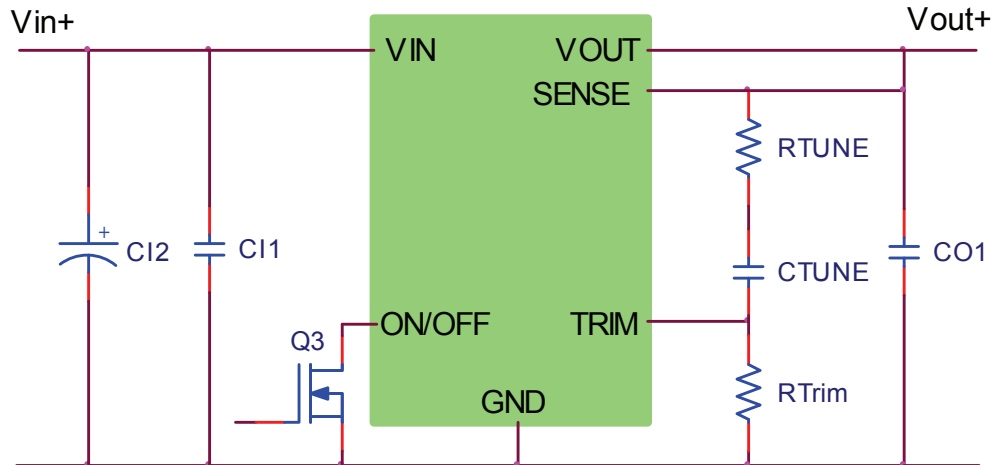 Vin+
Vout+
VIN
VOUT
SENSE
RTUNE
+
CI2
CI1
CTUNE
CO1
ON/OFF
TRIM
Q3
RTrim
GND